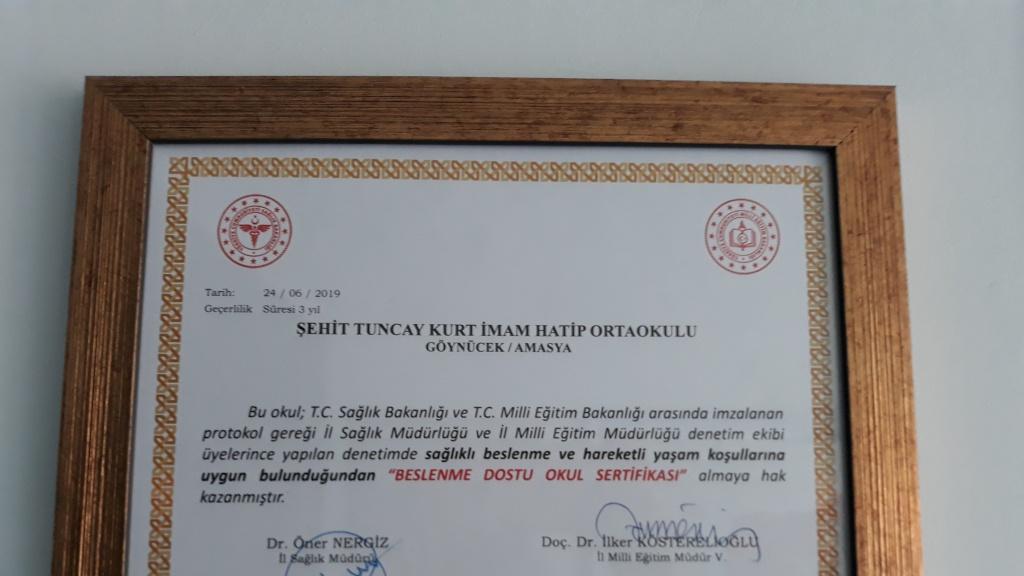 Tarih: 24 / 06 / 2019
Geçerlilik Süresi 3 yıl
ŞEHİT TUNCAY KURT İMAM HATİP ORTAOKULU
GÖYNÜCEK / AMASYA
Bu okul; T.C. Sağlık Bakanlığı ve T.C. Milli Eğitim Bakanlığı arasında imzalanan
protokol gereği İl Sağlık Müdürlüğü ve İl Milli Eğitim Müdürlüğü denetim ekibi
üyelerince yapılan denetimde sağlıklı beslenme ve hareketli yaşam koşullarına
uygun bulunduğundan "BESLENME DOSTU OKUL SERTİFİKASI" almaya hak
kazanmıştır.
Dr. Öner NERGİZ
İl Sağlık Müdürü
Doç. Dr. İlker KÖSTERELİOĞLU
İl Milli Eğitim Müdür V.